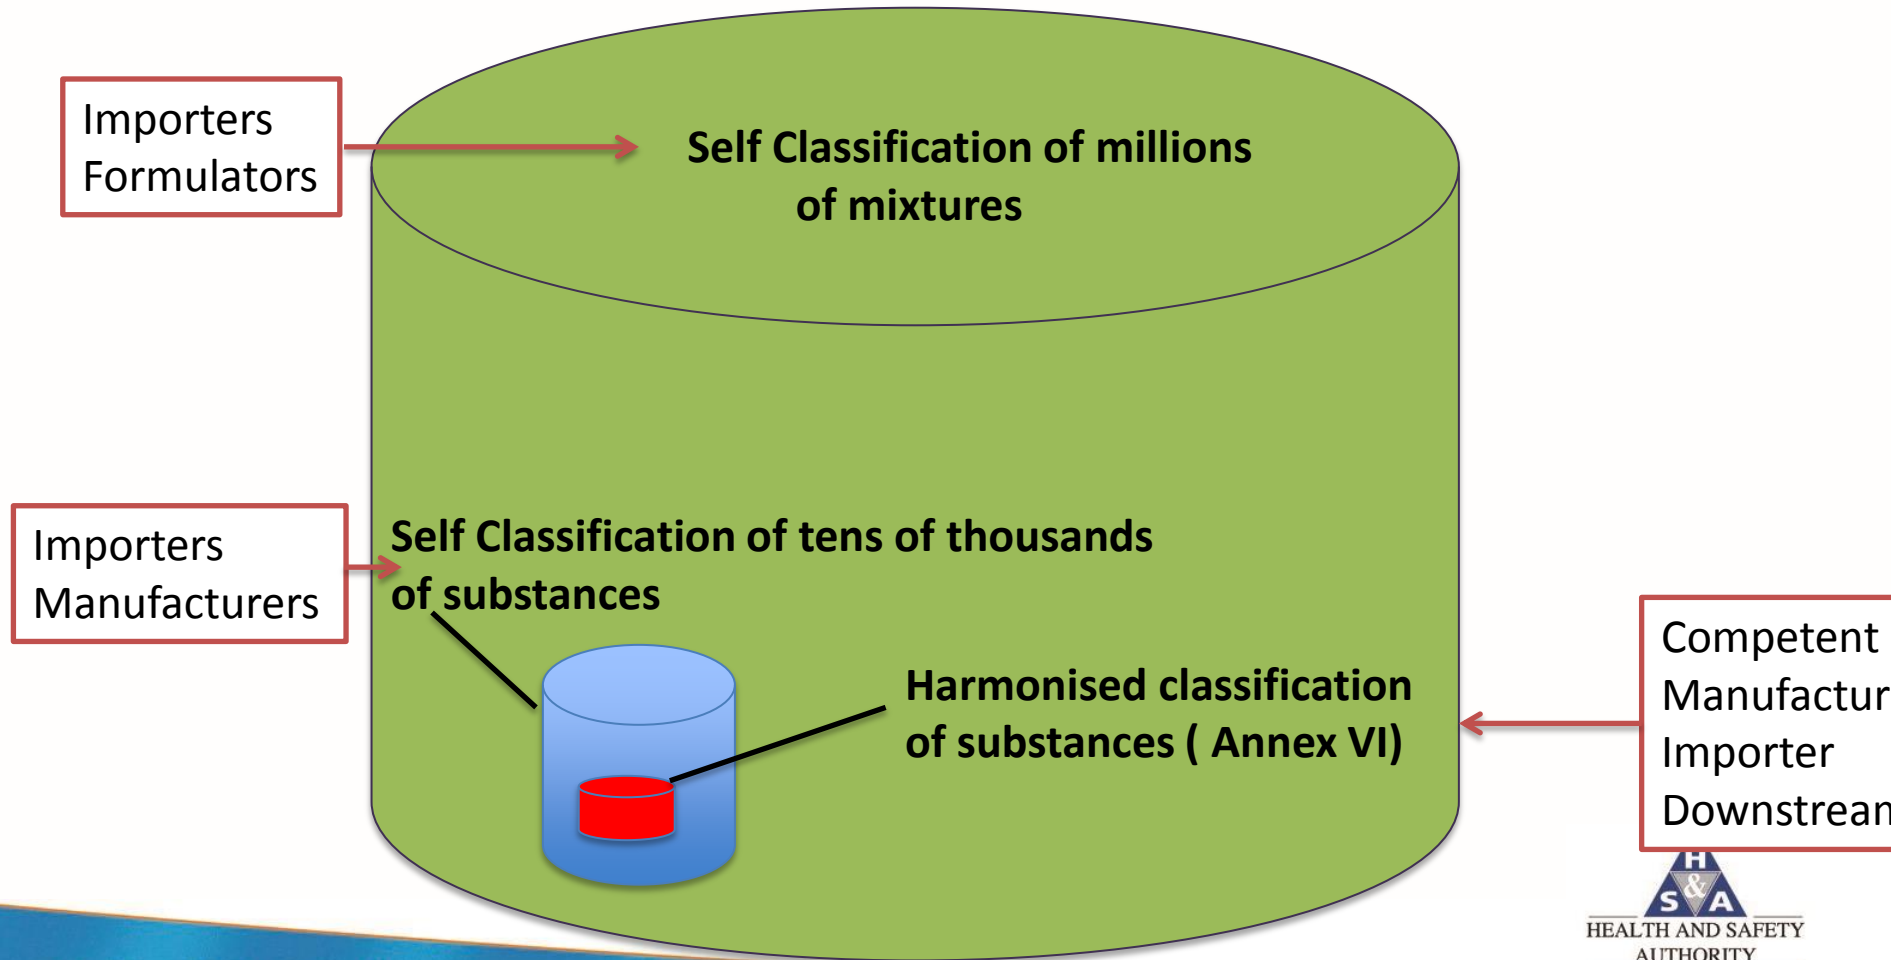 Importers
Formulators
Self Classification of millions
of mixtures
Importers
Manufacturers
Self Classification of tens of thousands
of substances
Harmonised classification
of substances ( Annex VI)
Competent
Manufactur
Importer
Downstream
H
&
S A
HEALTH AND SAFETY
AUTHORITY